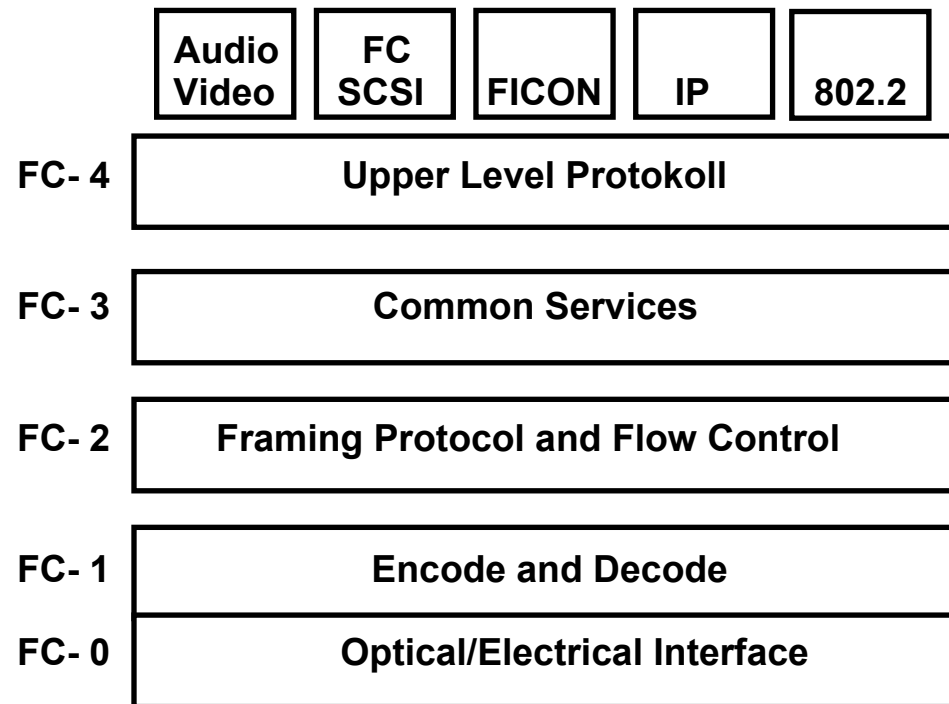 Audio
Video
FC
SCSI
FICON
IP
802.2
FC- 4
Upper Level Protokoll
FC- 3
Common Services
FC- 2
Framing Protocol and Flow Control
FC- 1
Encode and Decode
FC- 0
Optical/Electrical Interface